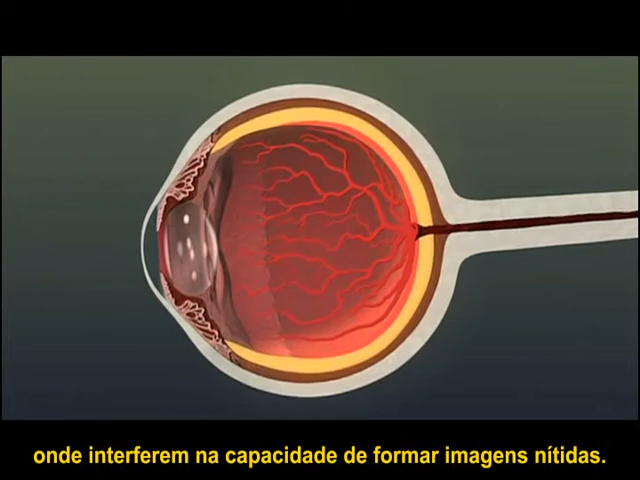 onde interferem na capacidade de formar imagens nítidas.